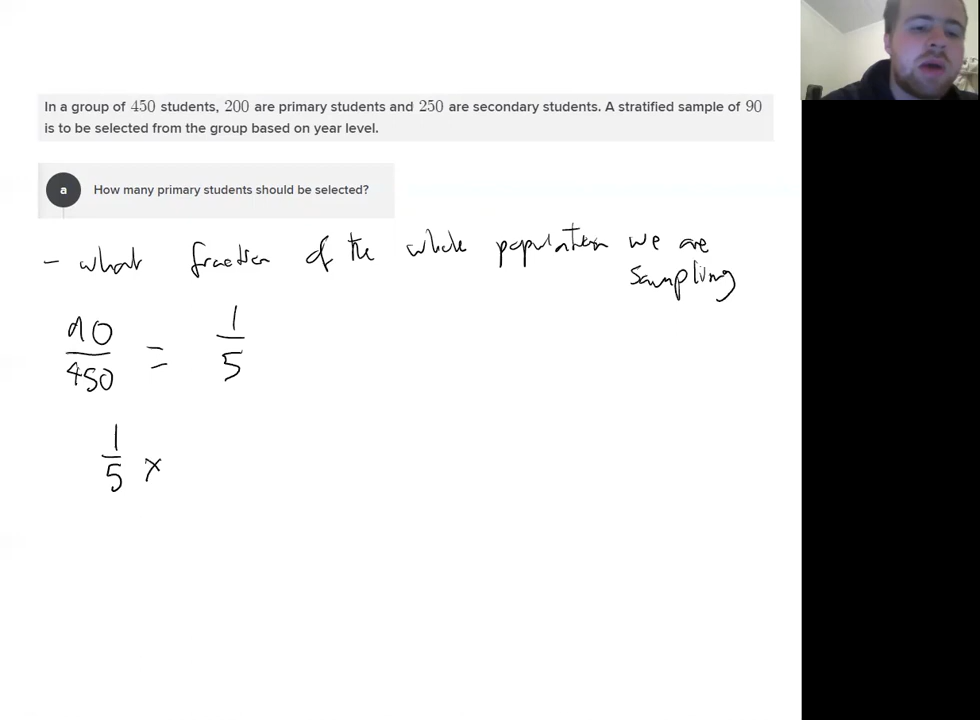 In a group of 450 students, 200 are primary students and 250 are secondary students. A stratified sample of 90
is to be selected from the group based on year level.
a How many primary students should be selected?
- what fraction of the whole population we are
sampling
90/450 = 1/5
1/5 ×